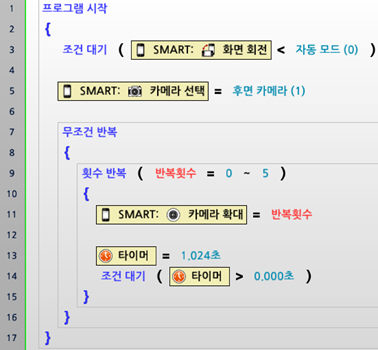 1 프로그램 시작
2 {
3 조건 대기 ( SMART: 화면 회전 < 자동 모드 (0) )
4
5 SMART: 카메라 선택 = 후면 카메라 (1)
6
7 무조건 반복
8 {
9 횟수 반복 ( 반복횟수 = 0 ~ 5 )
10 {
11 SMART: 카메라 확대 = 반복횟수
12
13 타이머 = 1.024초
14 조건 대기 ( 타이머 > 0.000초 )
15 }
16 }
17 }